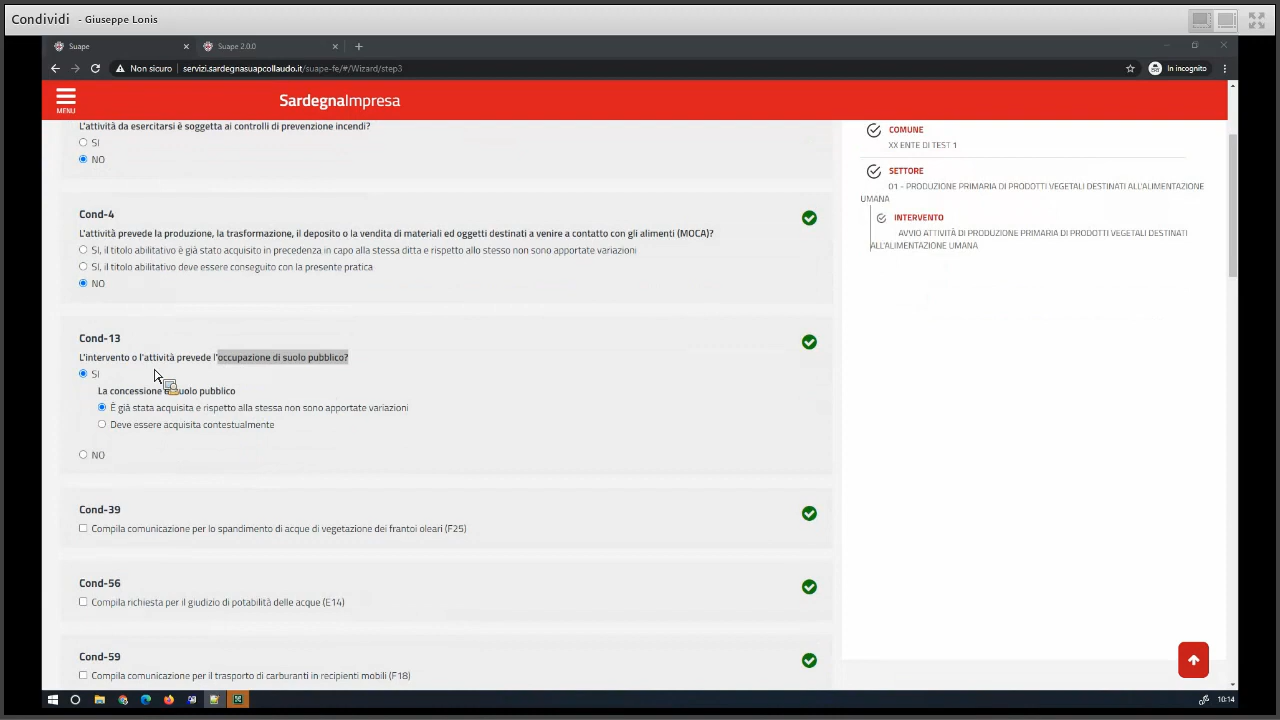 Condividi - Giuseppe Lonis
Suape
Suape 2.0.0
Non sicuro
servizi.sardegnasuapcollaudo.it/suape-fe/#/Wizard/step3
In incognito
MENU
SardegnaImpresa
L'attività da esercitarsi è soggetta ai controlli di prevenzione incendi?
SI
NO
Cond-4
L'attività prevede la produzione, la trasformazione, il deposito o la vendita di materiali ed oggetti destinati a venire a contatto con gli alimenti (MOCA)?
SI, il titolo abilitativo è già stato acquisito in precedenza in capo alla stessa ditta e rispetto allo stesso non sono apportate variazioni
SI, il titolo abilitativo deve essere conseguito con la presente pratica
NO
Cond-13
L'intervento o l'attività prevede l'occupazione di suolo pubblico?
SI
La concessione uolo pubblico
È già stata acquisita e rispetto alla stessa non sono apportate variazioni
Deve essere acquisita contestualmente
NO
Cond-39
Compila comunicazione per lo spandimento di acque di vegetazione dei frantoi oleari (F25)
Cond-56
Compila richiesta per il giudizio di potabilità delle acque (E14)
Cond-59
Compila comunicazione per il trasporto di carburanti in recipienti mobili (F18)
COMUNE
XX ENTE DI TEST 1
SETTORE
01 - PRODUZIONE PRIMARIA DI PRODOTTI VEGETALI DESTINATI ALL'ALIMENTAZIONE
UMANA
INTERVENTO
AVVIO ATTIVITÀ DI PRODUZIONE PRIMARIA DI PRODOTTI VEGETALI DESTINATI
ALL'ALIMENTAZIONE UMANA
10:14